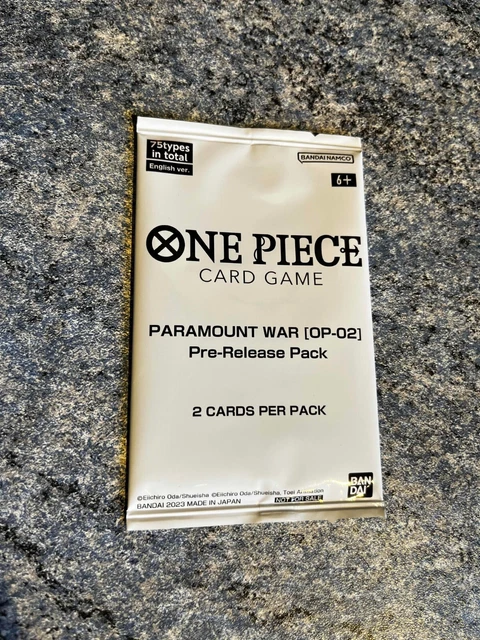 75types
in total
English ver.
BANDAI NAMCO
6+
ONE PIECE
CARD GAME
PARAMOUNT WAR [OP-02]
Pre-Release Pack
2 CARDS PER PACK
©Eiichiro Oda/Shueisha ©Eiichiro Oda/Shueisha, Toei Animation
BANDAI 2023 MADE IN JAPAN
NOT FOR SALE
BAN
DAI